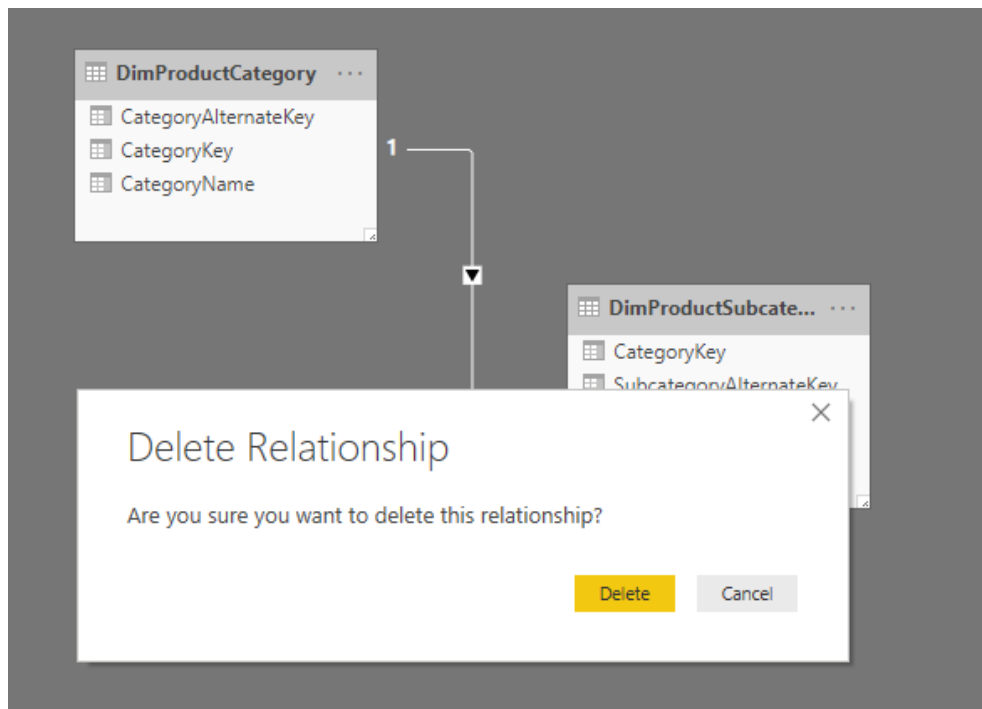 DimProductCategory ...
CategoryAlternateKey
CategoryKey
CategoryName
1
DimProductSubcate... ...
CategoryKey
SubcategoryAlternateKey
Delete Relationship
Are you sure you want to delete this relationship?
Delete
Cancel